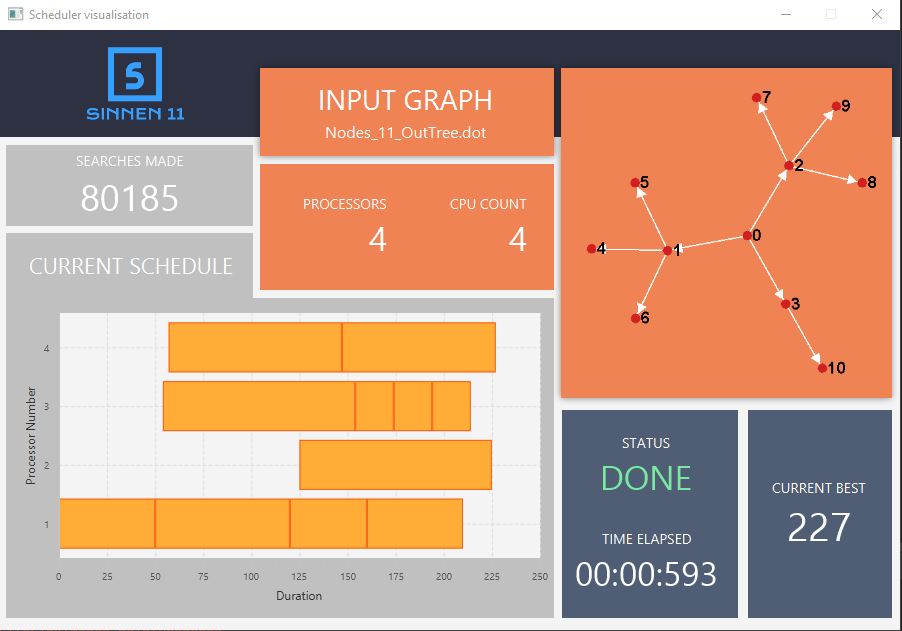 Scheduler visualisation
S
SINNEN 11
INPUT GRAPH
Nodes_11_OutTree.dot
SEARCHES MADE
80185
PROCESSORS
4
CPU COUNT
4
7
9
2
8
5
0
4
1
3
6
10
CURRENT SCHEDULE
4
3
2
1
Processor Number
0 25 50 75 100 125 150 175 200 225 250
Duration
STATUS
DONE
TIME ELAPSED
00:00:593
CURRENT BEST
227